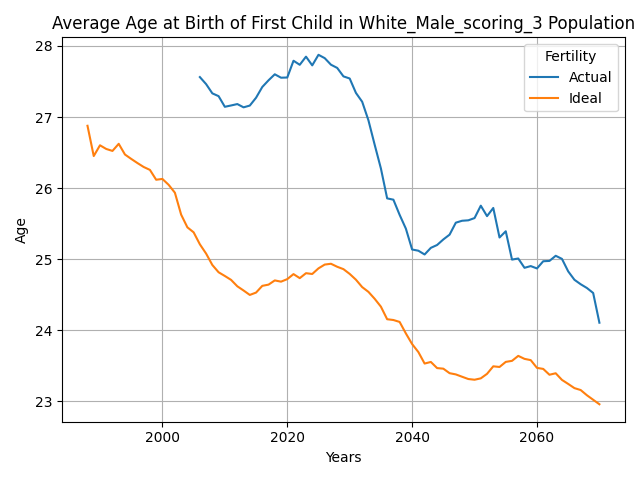 Average Age at Birth of First Child in White_Male_scoring_3 Population
Fertility
Actual
Ideal
28
27
26
25
24
23
Age
2000
2020
2040
2060
Years